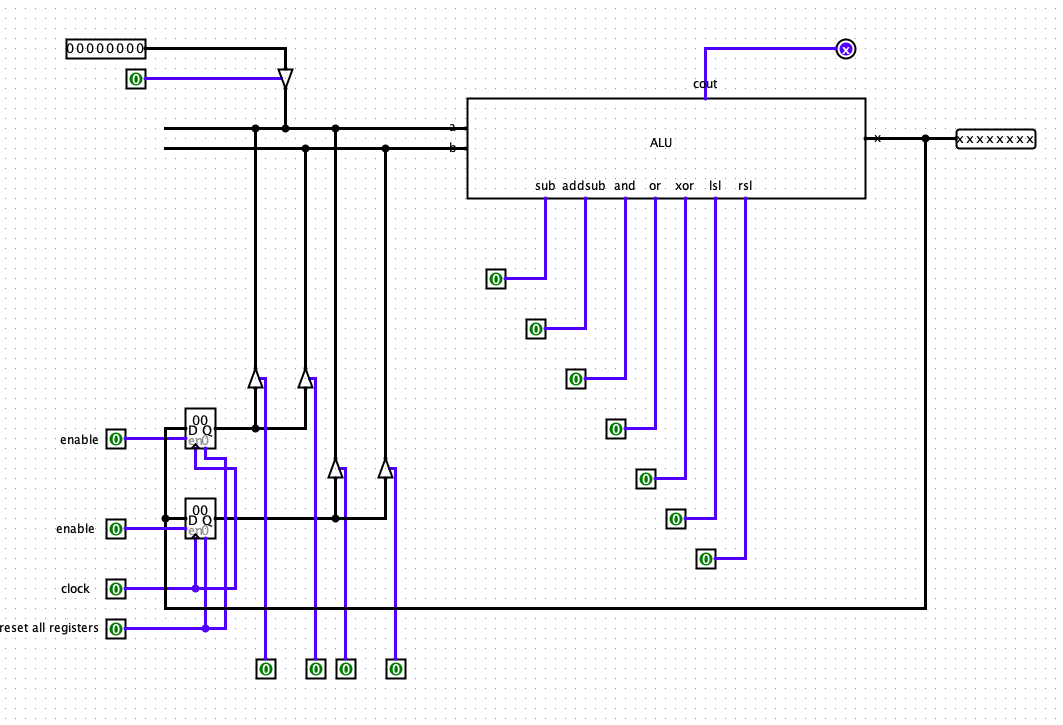 00000000
0
x
cout
a
b
ALU
x
xxxxxxxx
sub addsub and or xor lsl rsl
0
0
0
0
0
0
0
00
D Q
en 0
enable 0
00
D Q
en 0
enable 0
clock 0
reset all registers 0
0 0 0 0